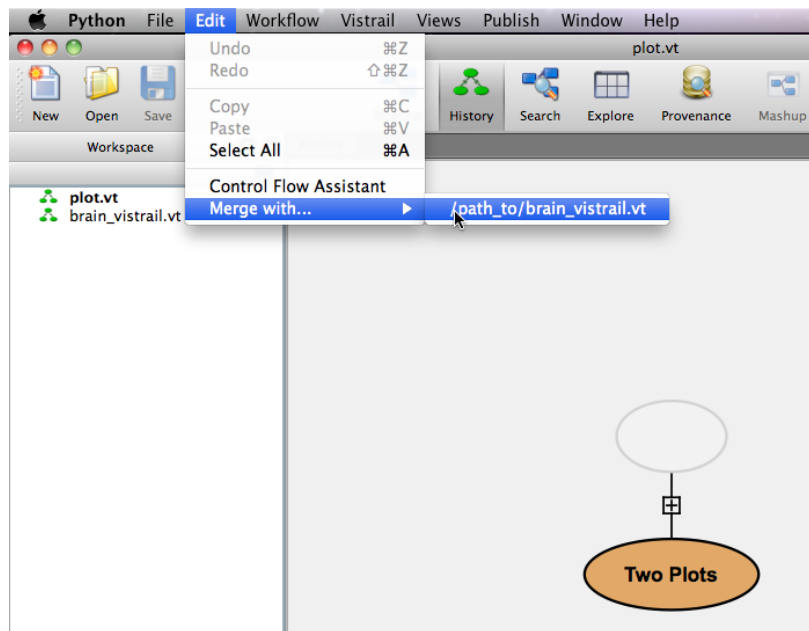 Python File Edit Workflow Vistrail Views Publish Window Help
plot.vt
Undo ⌘Z
Redo ⇧⌘Z
Copy ⌘C
Paste ⌘V
Select All ⌘A
Control Flow Assistant
Merge with... ▶
/path_to/brain_vistrail.vt
New Open Save History Search Explore Provenance Mashup
Workspace
plot.vt
brain_vistrail.vt
Two Plots